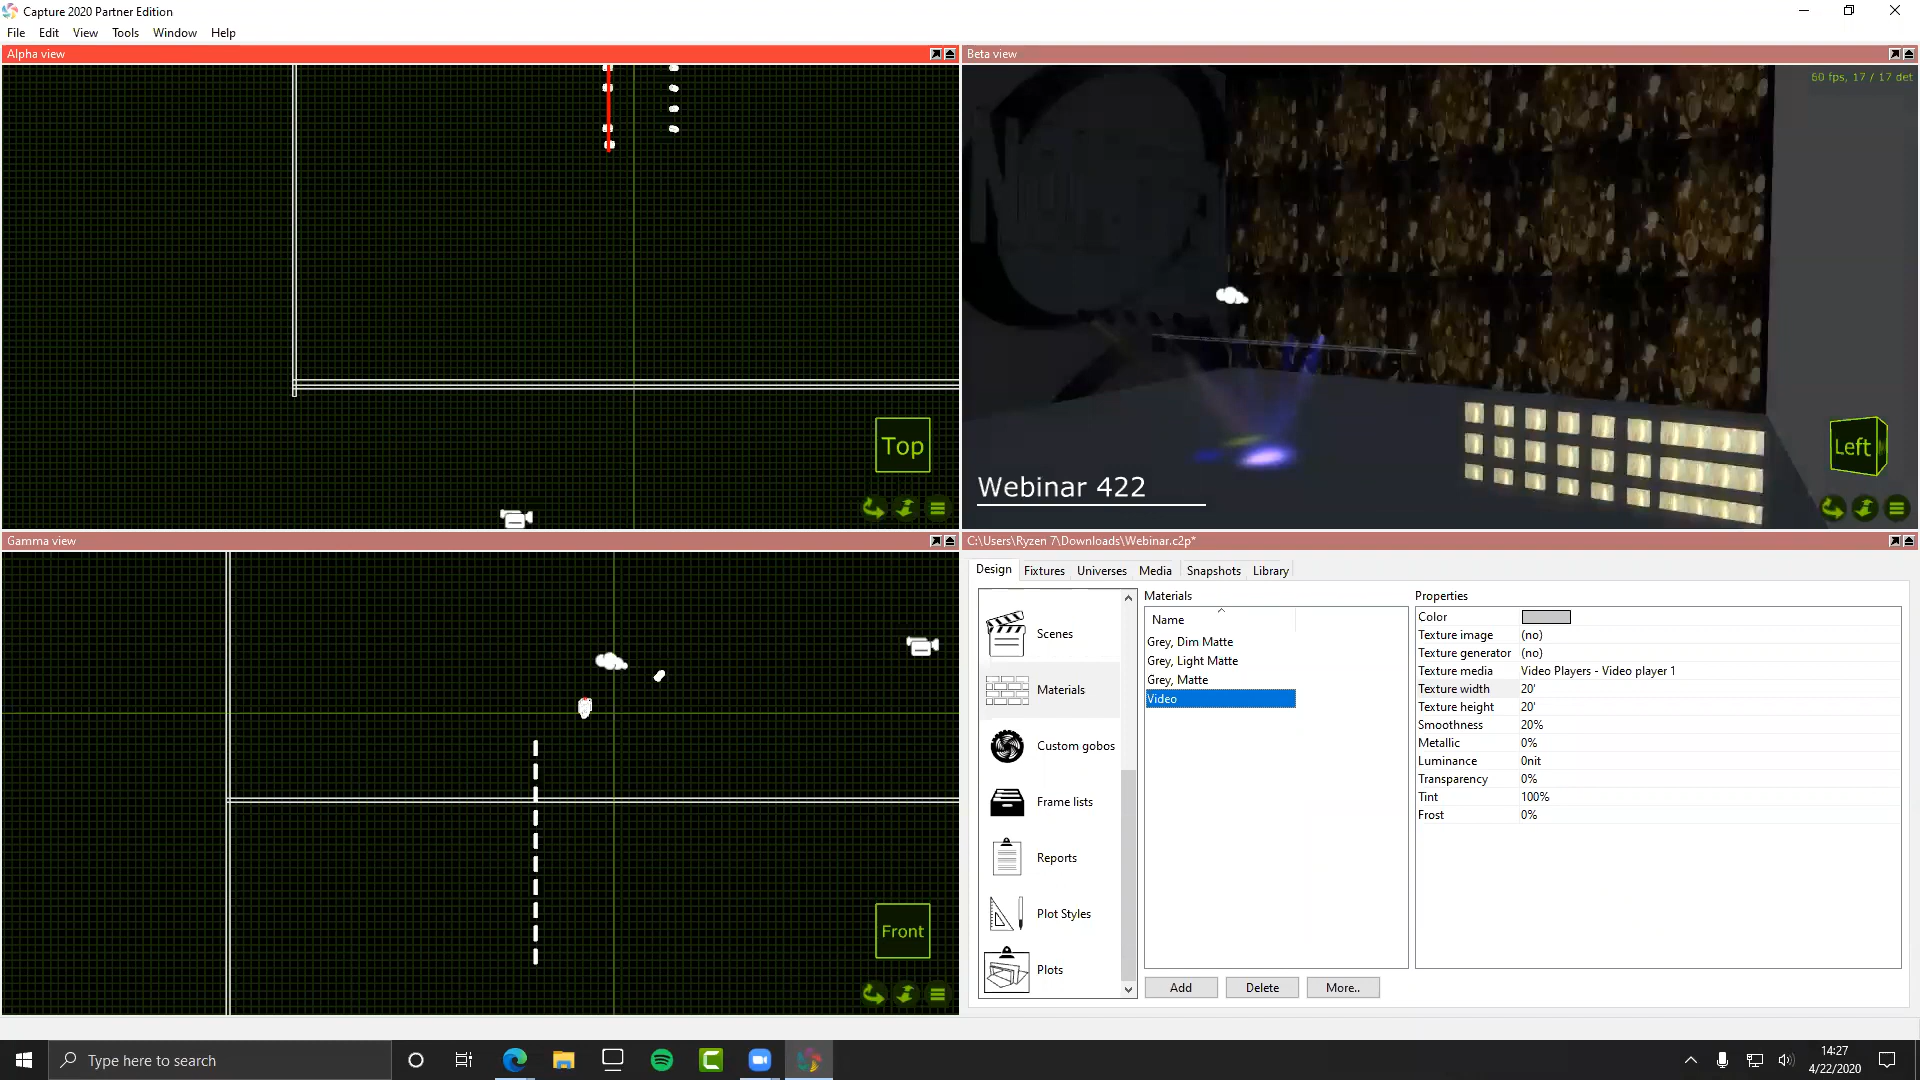 Capture 2020 Partner Edition
File Edit View Tools Window Help
Alpha view
Top
Beta view
60 fps, 17 / 17 det
Webinar 422
Left
Gamma view
Front
C:\Users\Ryzen 7\Downloads\Webinar.c2p*
Design Fixtures Universes Media Snapshots Library
Scenes
Materials
Custom gobos
Frame lists
Reports
Plot Styles
Plots
Materials
Name
Grey, Dim Matte
Grey, Light Matte
Grey, Matte
Video
Add Delete More..
Properties
Color
Texture image (no)
Texture generator (no)
Texture media Video Players - Video player 1
Texture width 20'
Texture height 20'
Smoothness 20%
Metallic 0%
Luminance 0nit
Transparency 0%
Tint 100%
Frost 0%
Type here to search
14:27
4/22/2020